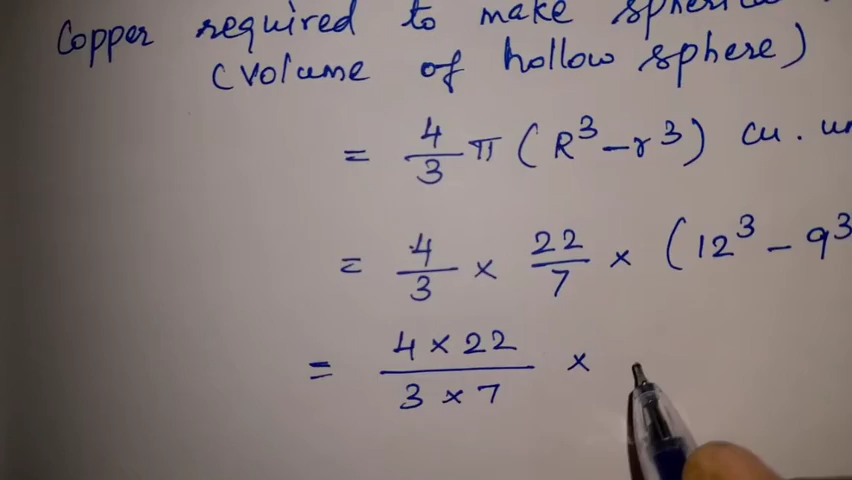 Copper required to make
(volume of hollow sphere)
= 4/3 π (R³ - r³) cu.
= 4/3 × 22/7 × (12³ - 9³
= 4 × 22 / 3 × 7 ×